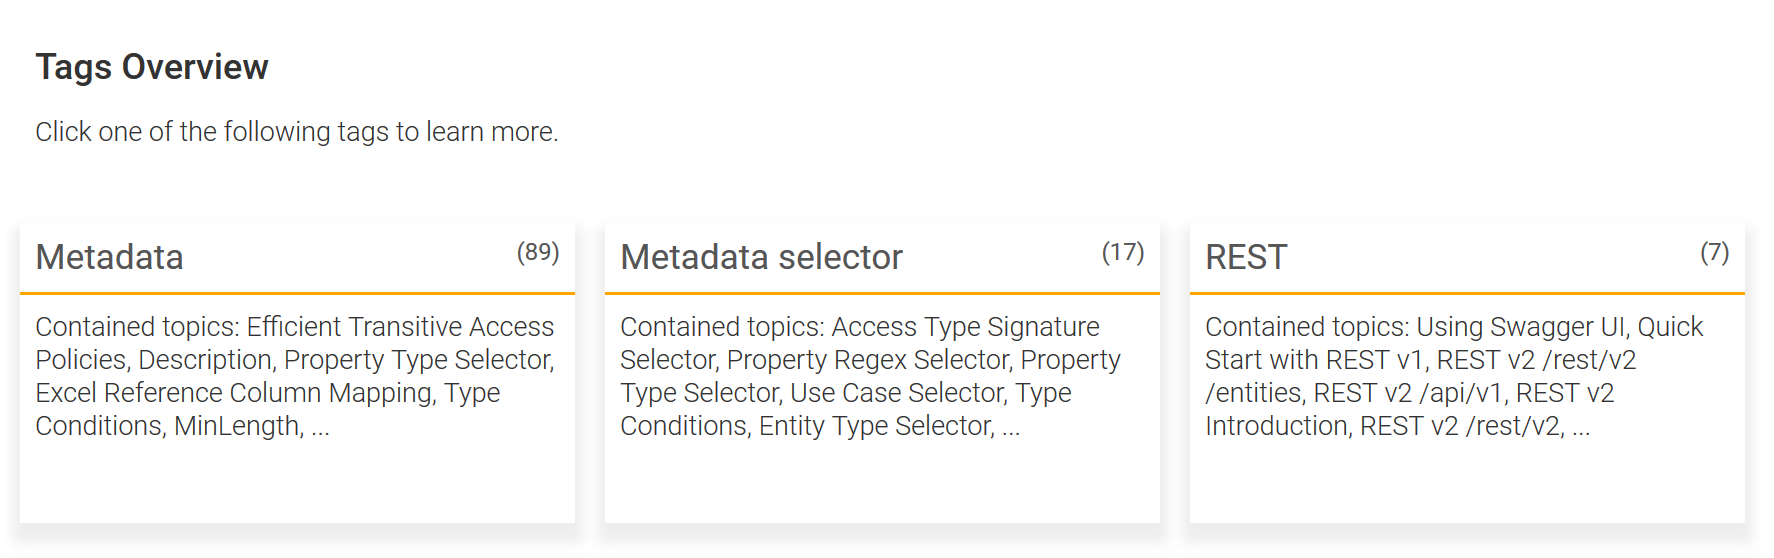 Tags Overview
Click one of the following tags to learn more.
Metadata (89)
Contained topics: Efficient Transitive Access
Policies, Description, Property Type Selector,
Excel Reference Column Mapping, Type
Conditions, MinLength, ...
Metadata selector (17)
Contained topics: Access Type Signature
Selector, Property Regex Selector, Property
Type Selector, Use Case Selector, Type
Conditions, Entity Type Selector, ...
REST (7)
Contained topics: Using Swagger UI, Quick
Start with REST v1, REST v2 /rest/v2
/entities, REST v2 /api/v1, REST v2
Introduction, REST v2 /rest/v2, ...